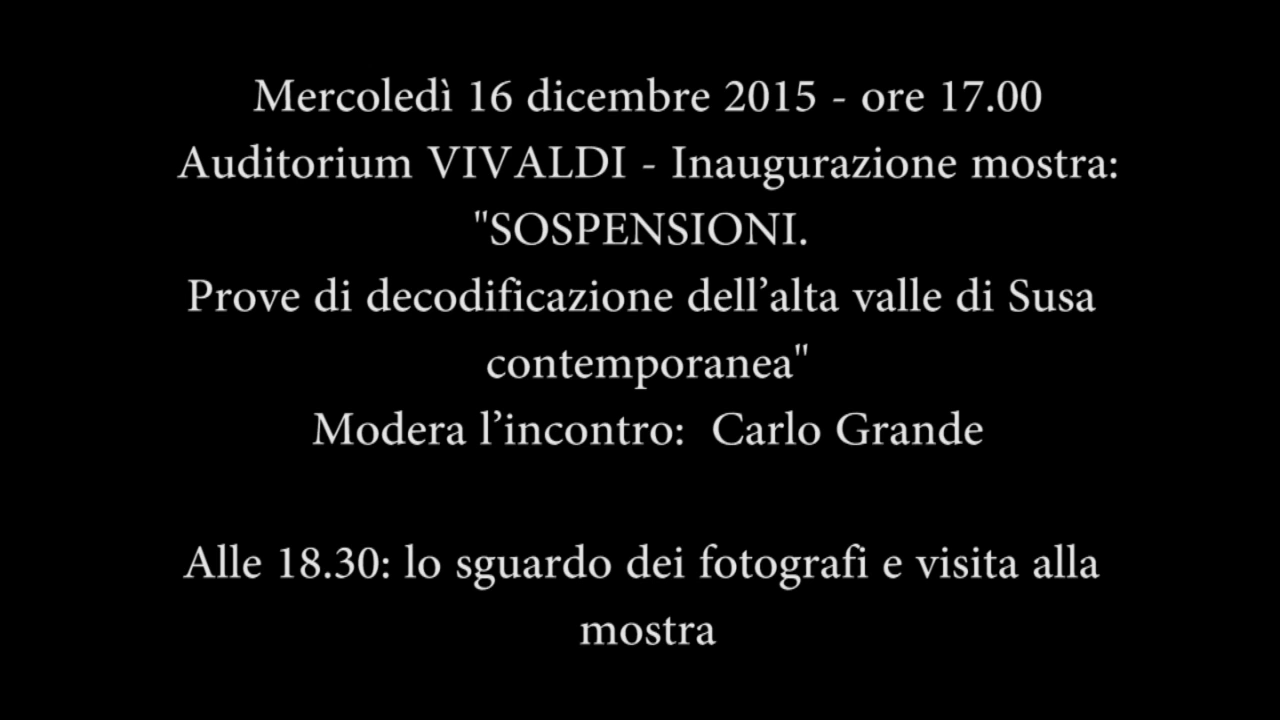 Mercoledì 16 dicembre 2015 - ore 17.00
Auditorium VIVALDI - Inaugurazione mostra:
"SOSPENSIONI.
Prove di decodificazione dell’alta valle di Susa
contemporanea"
Modera l’incontro:  Carlo Grande
Alle 18.30: lo sguardo dei fotografi e visita alla
mostra